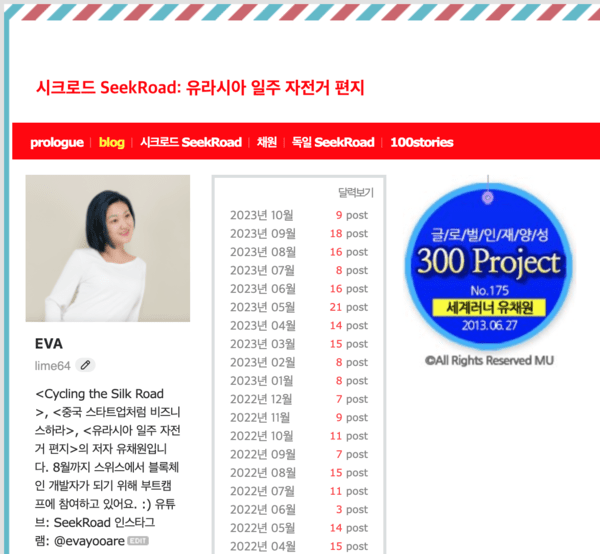 시크로드 SeekRoad: 유라시아 일주 자전거 편지
prologue | blog | 시크로드 SeekRoad | 채원 | 독일 SeekRoad | 100stories
EVA
lime64
<Cycling the Silk Road
>, <중국 스타트업처럼 비즈니
스하라>, <유라시아 일주 자전
거 편지>의 저자 유채원입니
다. 8월까지 스위스에서 블록체
인 개발자가 되기 위해 부트캠
프에 참여하고 있어요. :) 유튜
브: SeekRoad 인스타그
램: @evayooare EDIT
달력보기
2023년 10월 9 post
2023년 09월 18 post
2023년 08월 16 post
2023년 07월 8 post
2023년 06월 16 post
2023년 05월 21 post
2023년 04월 14 post
2023년 03월 15 post
2023년 02월 8 post
2023년 01월 8 post
2022년 12월 7 post
2022년 11월 9 post
2022년 10월 11 post
2022년 09월 7 post
2022년 08월 15 post
2022년 07월 11 post
2022년 06월 3 post
2022년 05월 14 post
2022년 04월 15 post
글/로/벌/인/재/양/성
300 Project
No.175
세계러너 유채원
2013.06.27
©All Rights Reserved MU